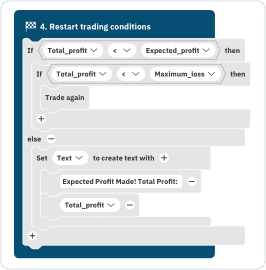 4. Restart trading conditions
If Total_profit < Expected_profit then
If Total_profit < Maximum_loss then
Trade again
+
else −
Set Text to create text with +
Expected Profit Made! Total Profit: −
Total_profit −
+